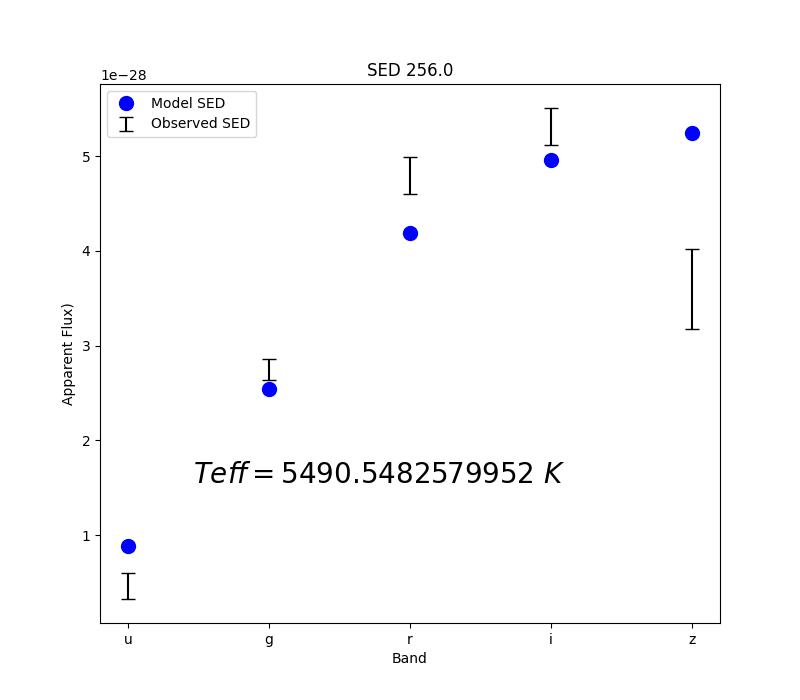 SED 256.0
1e−28
Model SED
Observed SED
5
4
3
2
1
Apparent Flux)
Teff = 5490.5482579952 K
u g r i z
Band